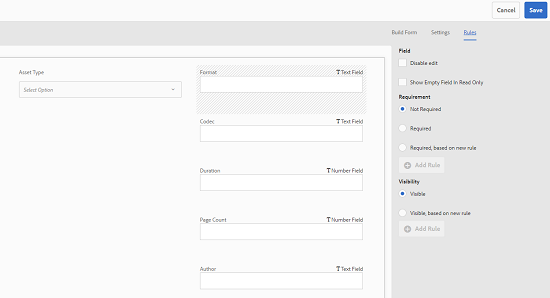 Cancel
Save
Build Form
Settings
Rules
Asset Type
Select Option
Format
T Text Field
Codec
T Text Field
Duration
T Number Field
Page Count
T Number Field
Author
T Text Field
Field
Disable edit
Show Empty Field In Read Only
Requirement
Not Required
Required
Required, based on new rule
Add Rule
Visibility
Visible
Visible, based on new rule
Add Rule